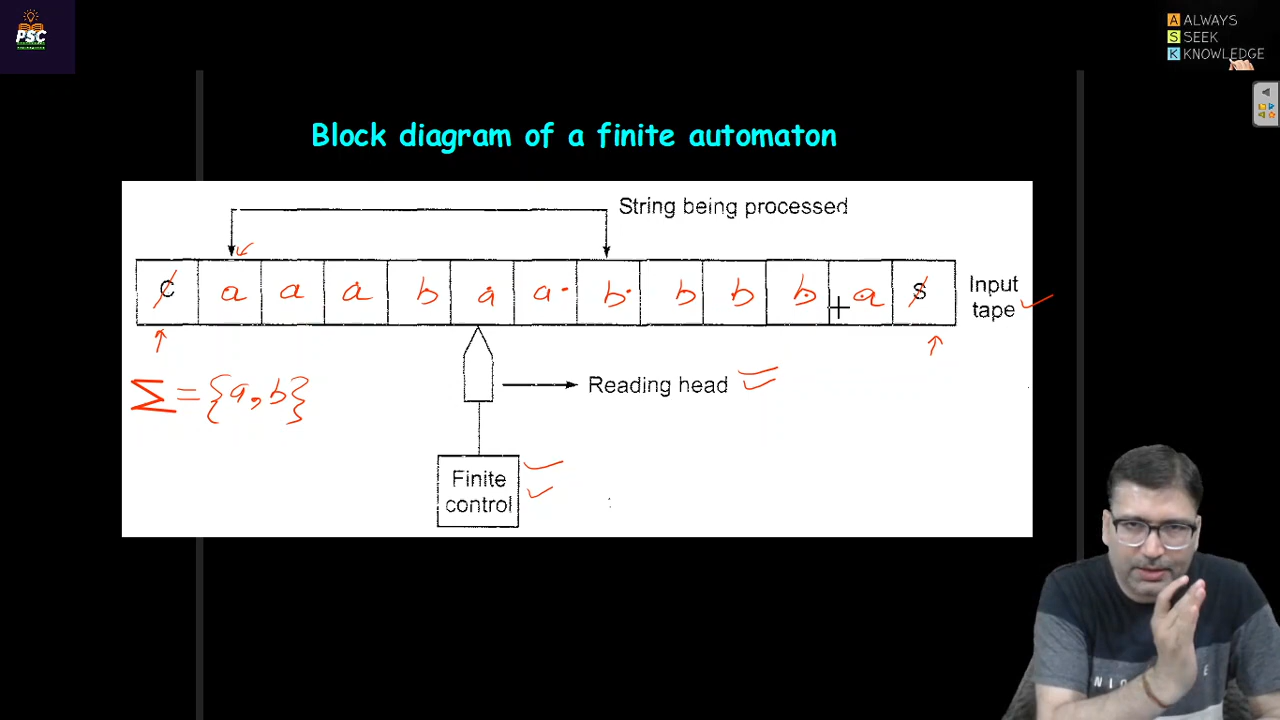 PSC
A ALWAYS
S SEEK
K KNOWLEDGE
Block diagram of a finite automaton
String being processed
¢ a a a b a a b b b b a $
Input
tape
Σ = {a, b}
Reading head
Finite
control